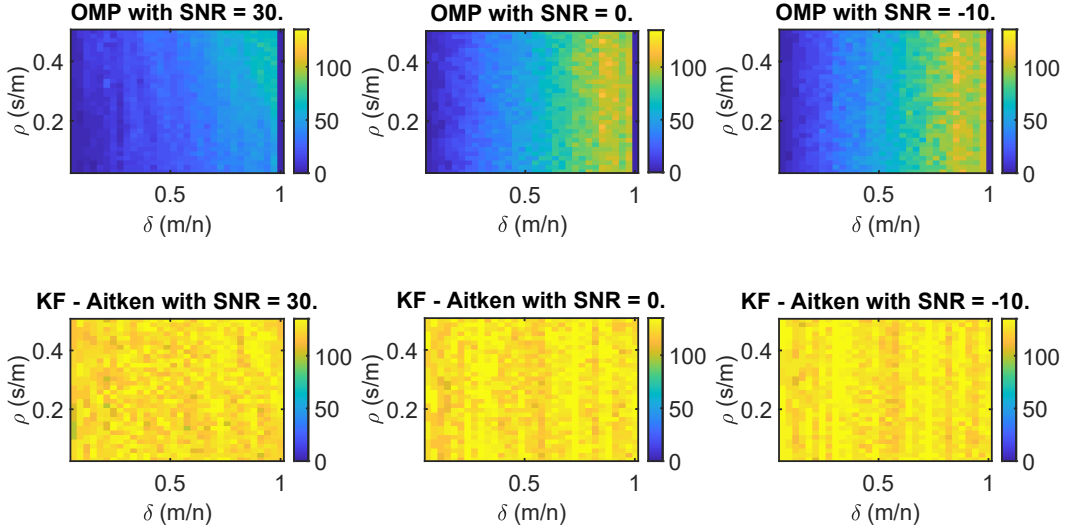 OMP with SNR = 30.
ρ (s/m)
0.4
0.2
0.5
1
δ (m/n)
100
50
0
OMP with SNR = 0.
ρ (s/m)
0.4
0.2
0.5
1
δ (m/n)
100
50
0
OMP with SNR = -10.
ρ (s/m)
0.4
0.2
0.5
1
δ (m/n)
100
50
0
KF - Aitken with SNR = 30.
ρ (s/m)
0.4
0.2
0.5
1
δ (m/n)
100
50
0
KF - Aitken with SNR = 0.
ρ (s/m)
0.4
0.2
0.5
1
δ (m/n)
100
50
0
KF - Aitken with SNR = -10.
ρ (s/m)
0.4
0.2
0.5
1
δ (m/n)
100
50
0